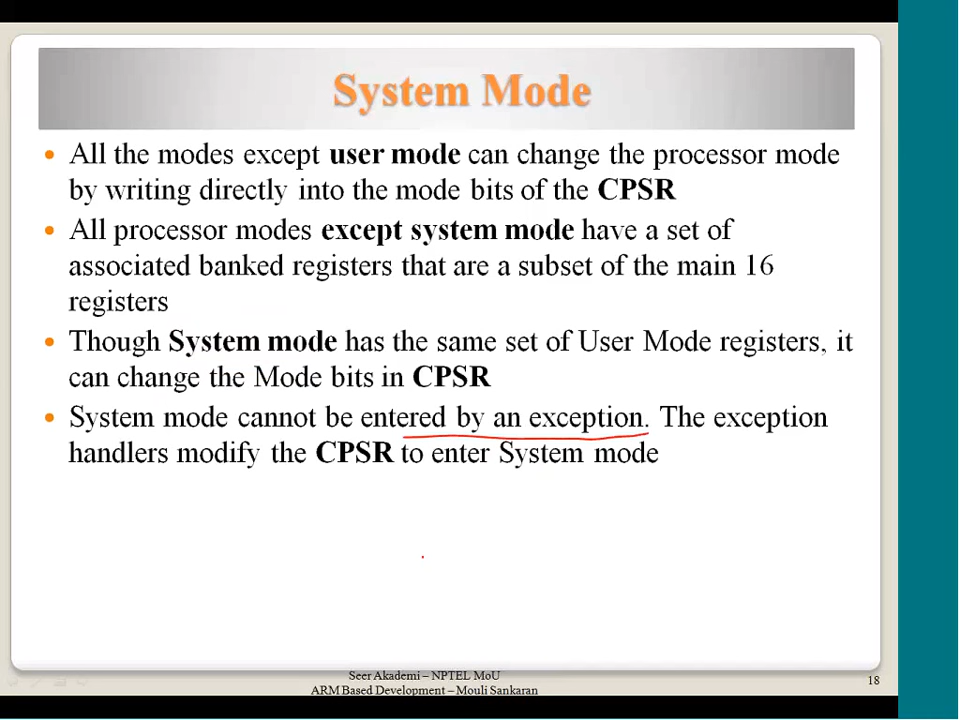 System Mode
• All the modes except user mode can change the processor mode
by writing directly into the mode bits of the CPSR
• All processor modes except system mode have a set of
associated banked registers that are a subset of the main 16
registers
• Though System mode has the same set of User Mode registers, it
can change the Mode bits in CPSR
• System mode cannot be entered by an exception. The exception
handlers modify the CPSR to enter System mode
Seer Akademi – NPTEL MoU
ARM Based Development – Mouli Sankaran
18